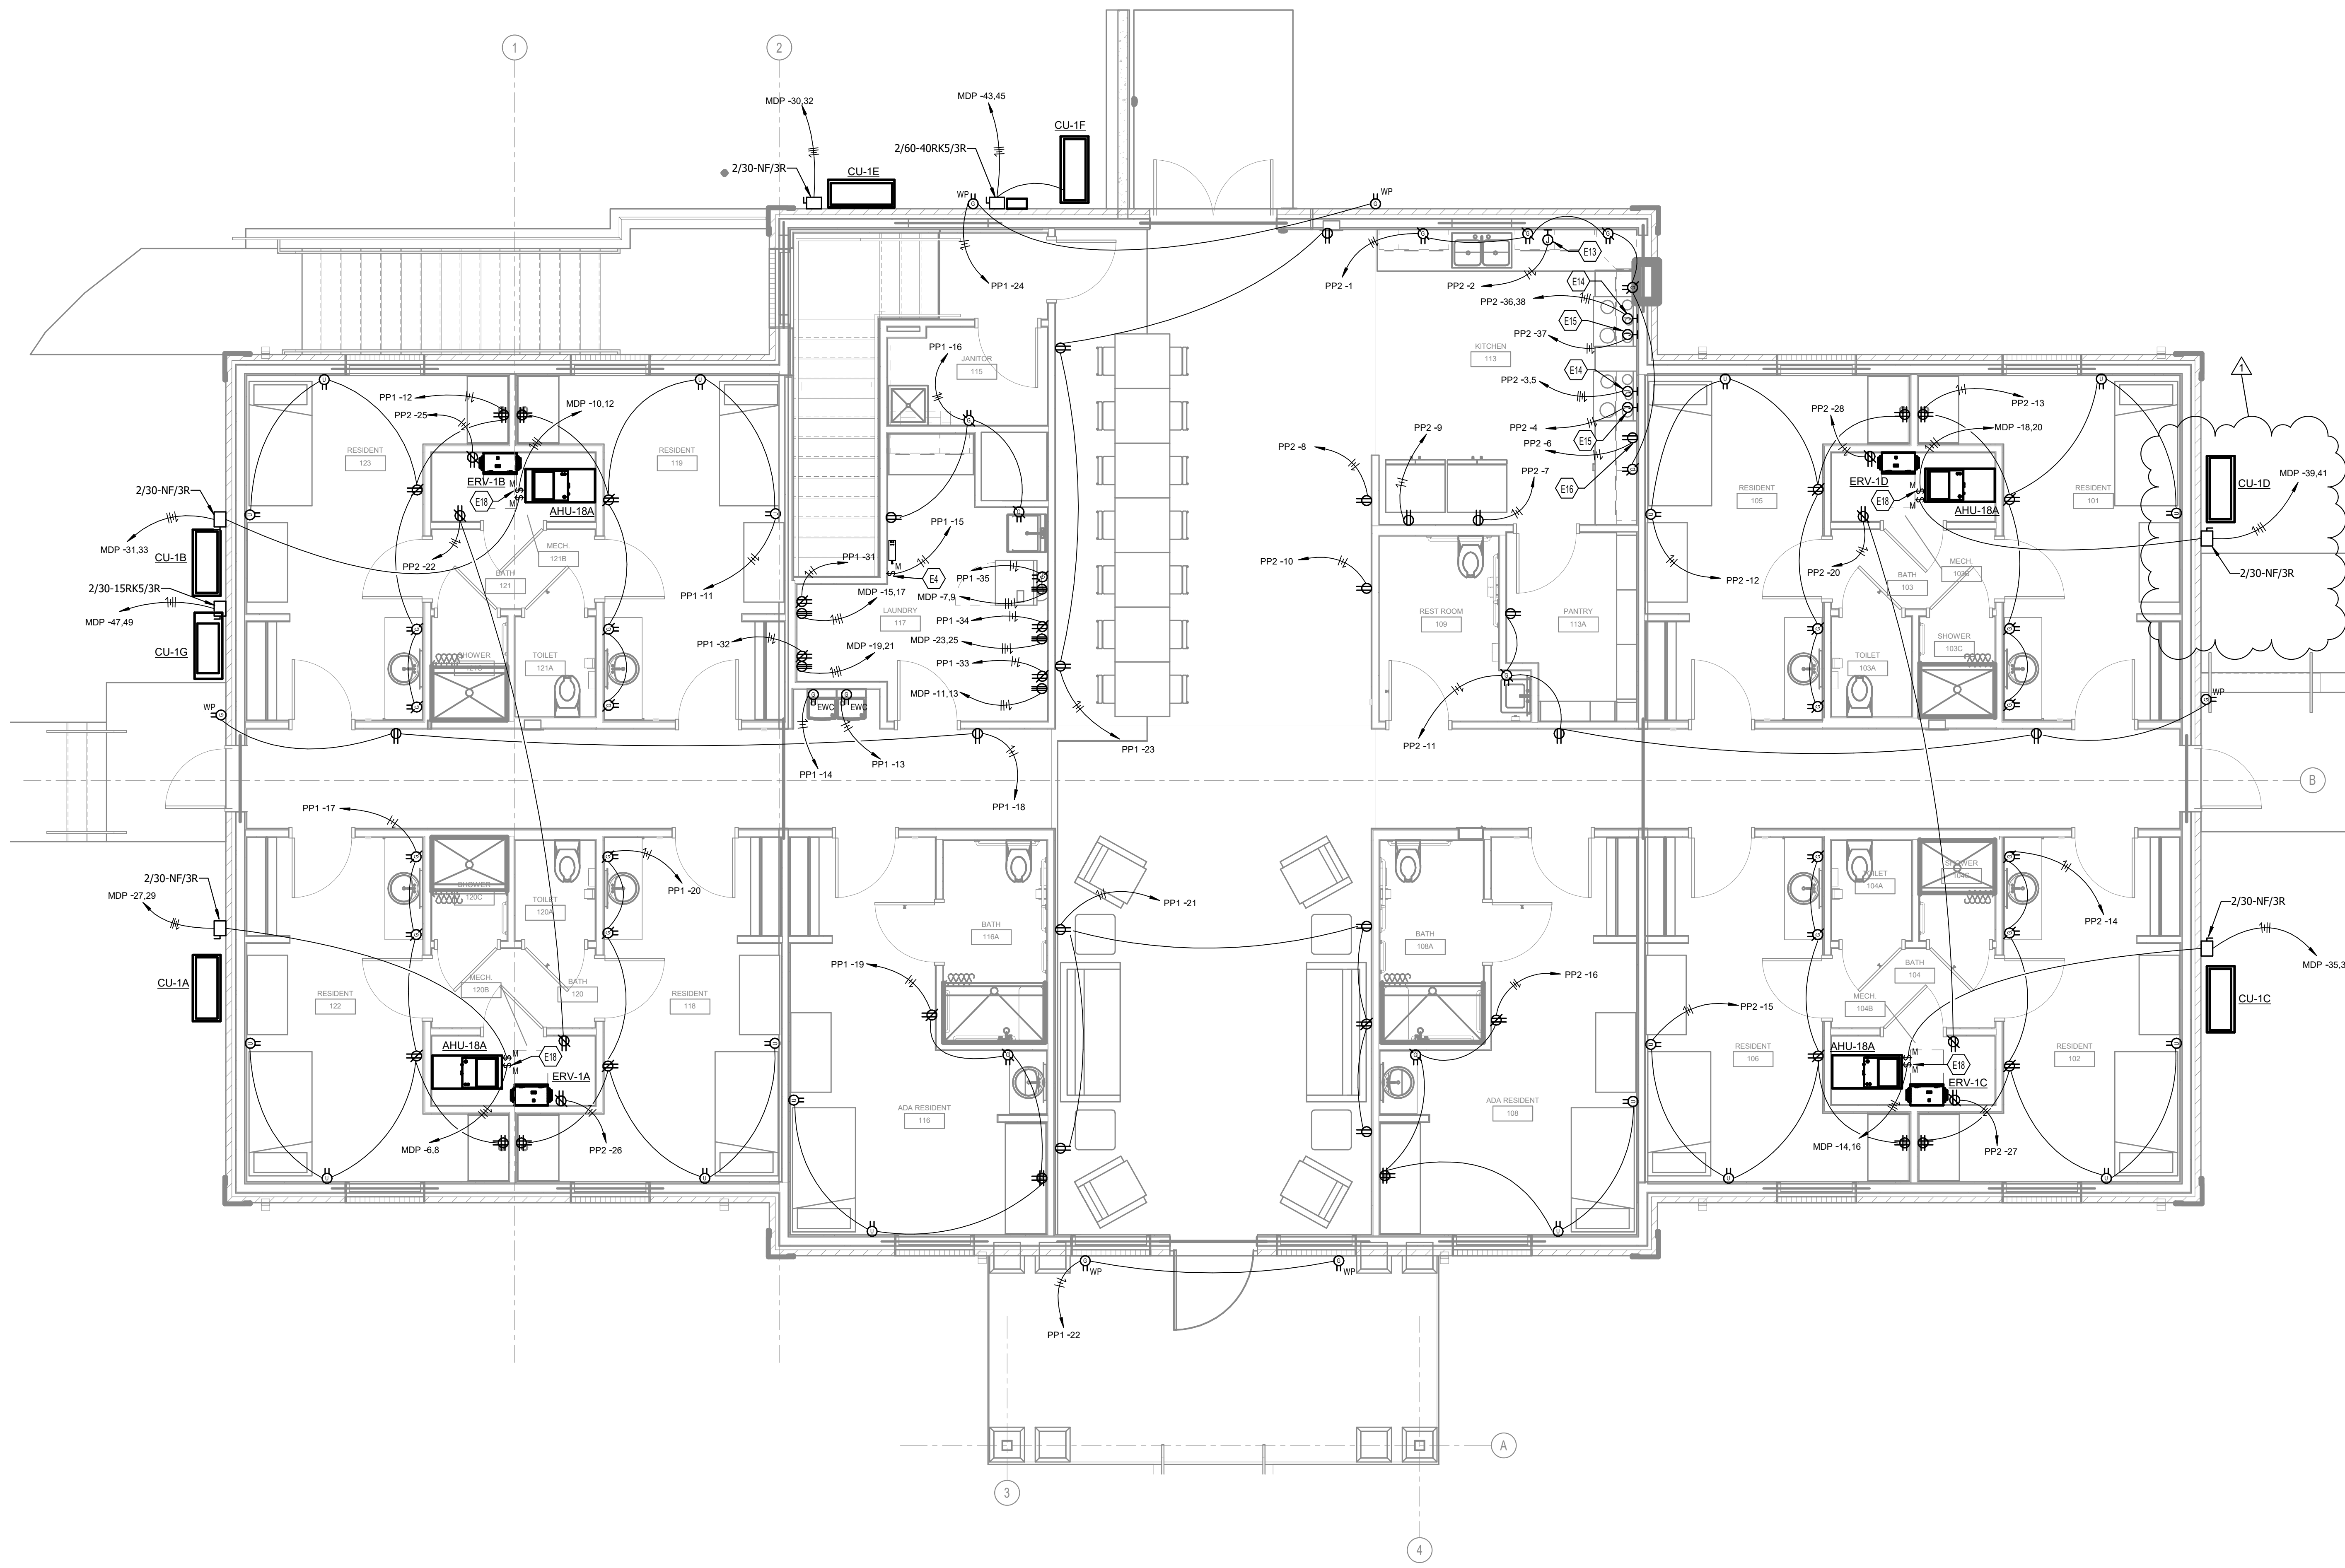 1
2
MDP -30,32
MDP -43,45
CU-1F
2/60-40RK5/3R
2/30-NF/3R
CU-1E
WP
G
WP
G
PP1 -24
PP2 -1
PP2 -2
E13
E14
PP2 -36,38
E15
PP2 -37
KITCHEN
113
E14
PP2 -3,5
PP2 -4
E15
PP2 -6
E16
PP2 -7
PP2 -8
PP2 -9
PP2 -10
PP1 -16
JANITOR
115
1
PP1 -12
PP2 -25
MDP -10,12
RESIDENT
123
RESIDENT
119
ERV-1B
M
S
S
M
E18
AHU-18A
2/30-NF/3R
MDP -31,33
CU-1B
2/30-15RK5/3R
MDP -47,49
CU-1G
PP2 -22
MECH.
121B
BATH
121
PP1 -11
SHOWER
TOILET
121A
WP
PP1 -31
PP1 -15
M
S
E4
PP1 -35
MDP -15,17
MDP -7,9
LAUNDRY
117
PP1 -34
PP1 -32
MDP -23,25
MDP -19,21
PP1 -33
MDP -11,13
EWC
EWC
PP1 -14
PP1 -13
PP1 -18
PP1 -23
REST ROOM
109
PANTRY
113A
PP2 -11
PP2 -28
PP2 -13
MDP -18,20
RESIDENT
105
RESIDENT
101
ERV-1D
M
S
S
M
E18
AHU-18A
CU-1D
MDP -39,41
2/30-NF/3R
PP2 -12
PP2 -20
BATH
103
MECH.
103B
TOILET
103A
SHOWER
103C
WP
B
PP1 -17
PP1 -20
SHOWER
120C
TOILET
120A
2/30-NF/3R
MDP -27,29
CU-1A
MECH.
120B
BATH
120
RESIDENT
122
RESIDENT
118
AHU-18A
M
S
S
M
E18
ERV-1A
MDP -6,8
PP2 -26
BATH
116A
PP1 -19
PP1 -21
ADA RESIDENT
116
BATH
108A
PP2 -16
ADA RESIDENT
108
TOILET
104A
SHOWER
104C
PP2 -14
2/30-NF/3R
MDP -35,3
CU-1C
BATH
104
MECH.
104B
PP2 -15
RESIDENT
106
RESIDENT
102
AHU-18A
M
S
S
M
E18
ERV-1C
MDP -14,16
PP2 -27
WP
WP
PP1 -22
A
3
4